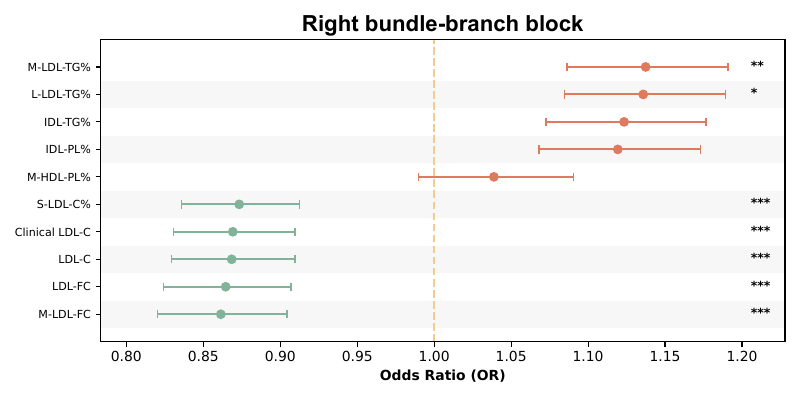 Right bundle-branch block
M-LDL-TG% **
L-LDL-TG% *
IDL-TG%
IDL-PL%
M-HDL-PL%
S-LDL-C% ***
Clinical LDL-C ***
LDL-C ***
LDL-FC ***
M-LDL-FC ***
0.80 0.85 0.90 0.95 1.00 1.05 1.10 1.15 1.20
Odds Ratio (OR)